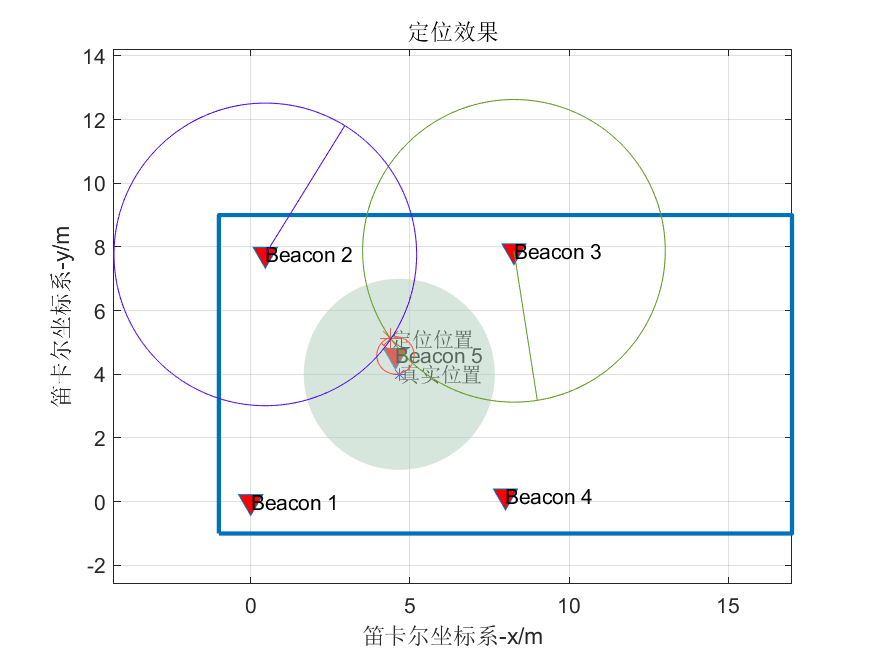 定位效果
14
12
10
8
6
4
2
0
-2
笛卡尔坐标系-y/m
Beacon 2
Beacon 3
定位位置
Beacon 5
真实位置
Beacon 1
Beacon 4
0
5
10
15
笛卡尔坐标系-x/m